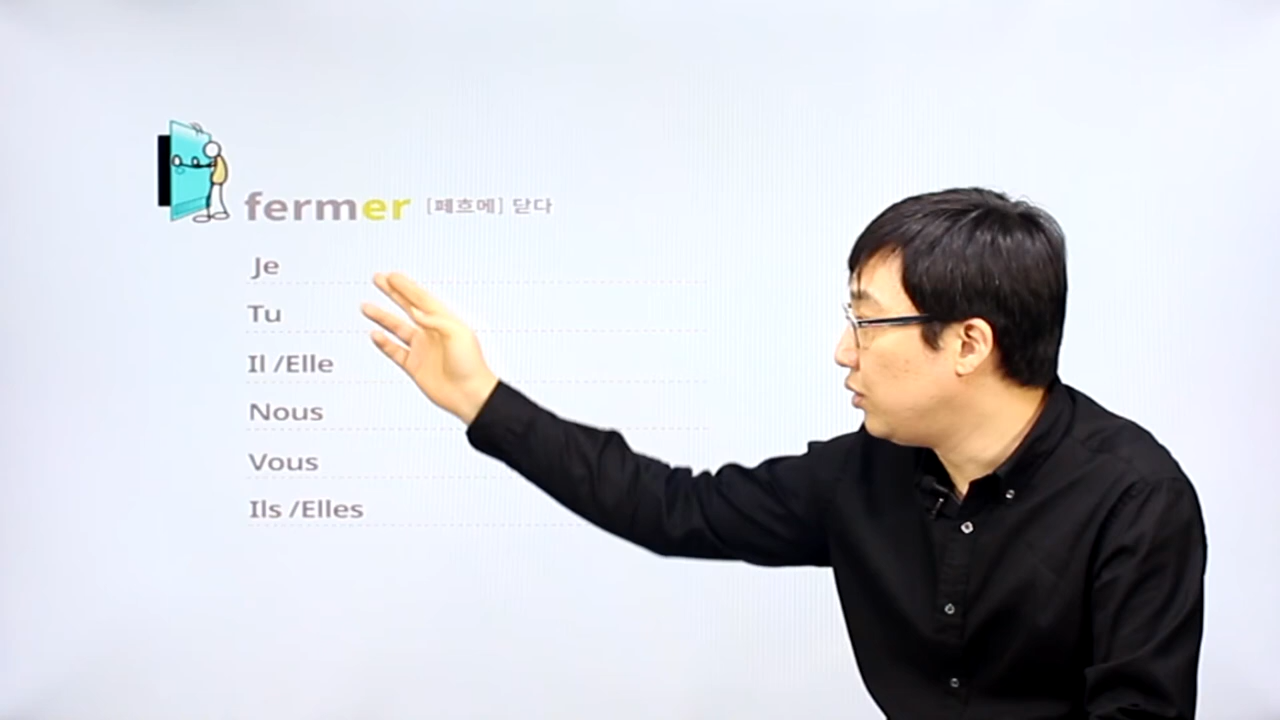 fermer [페흐메] 닫다
Je
Tu
Il /Elle
Nous
Vous
Ils /Elles